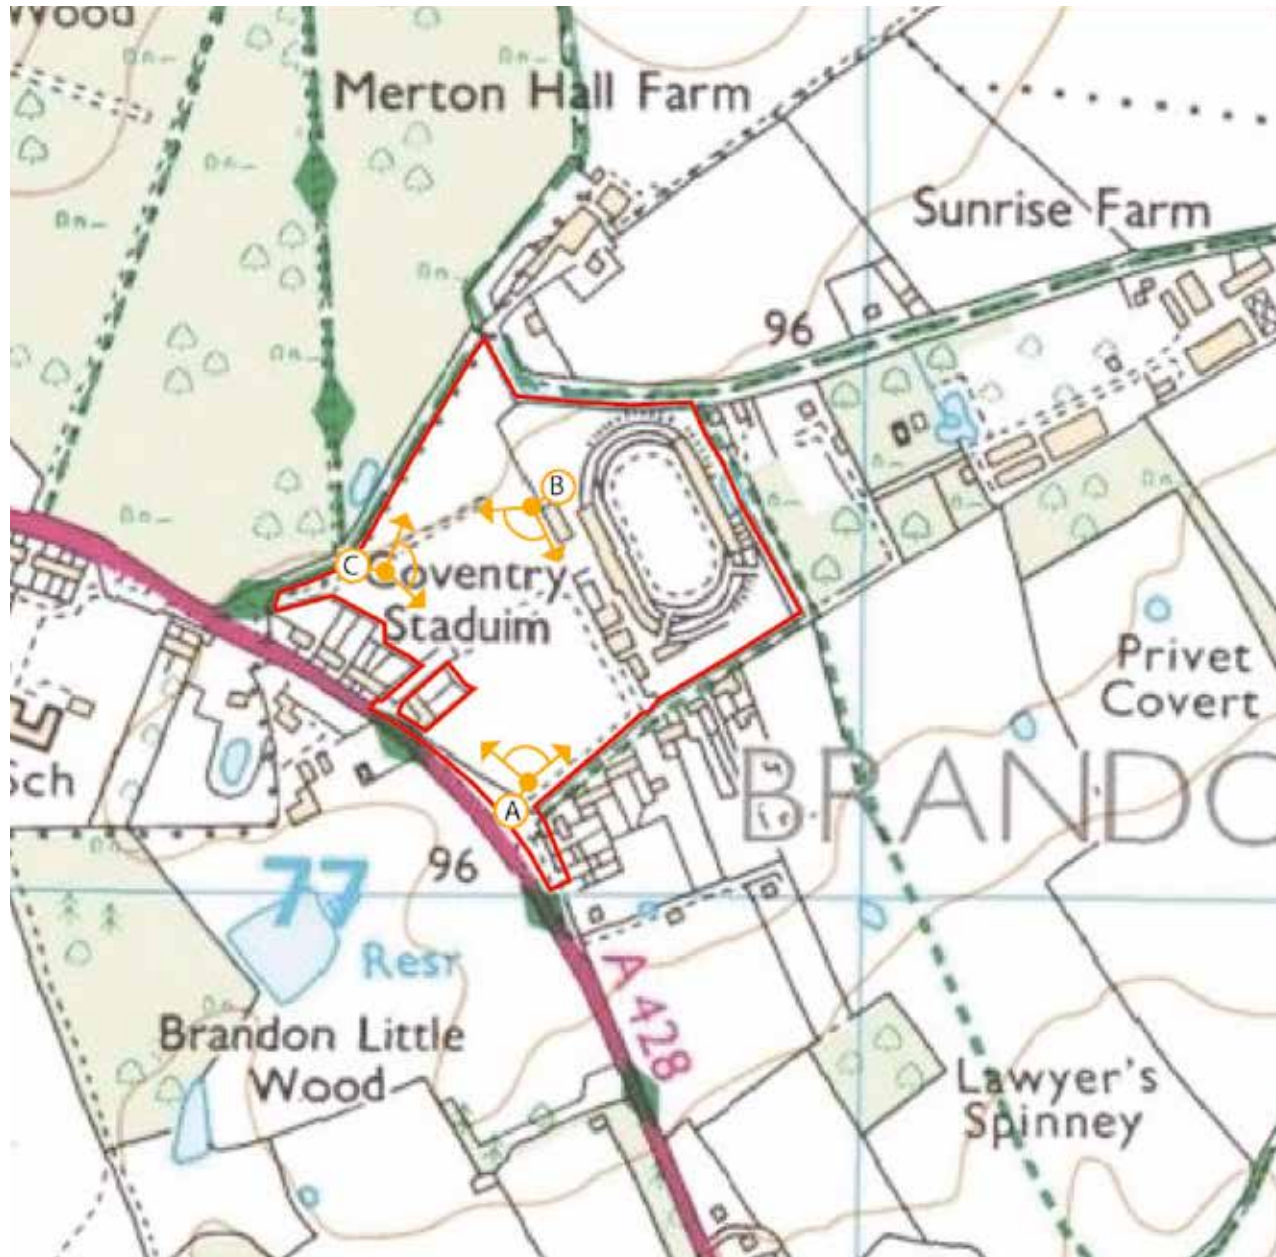 Wood
Merton Hall Farm
Sunrise Farm
96
B
C
Coventry
Staduim
Privet
Covert
Sch
A
BRANDO
96
77
Resr
A 428
Brandon Little
Wood
Lawyer's
Spinney